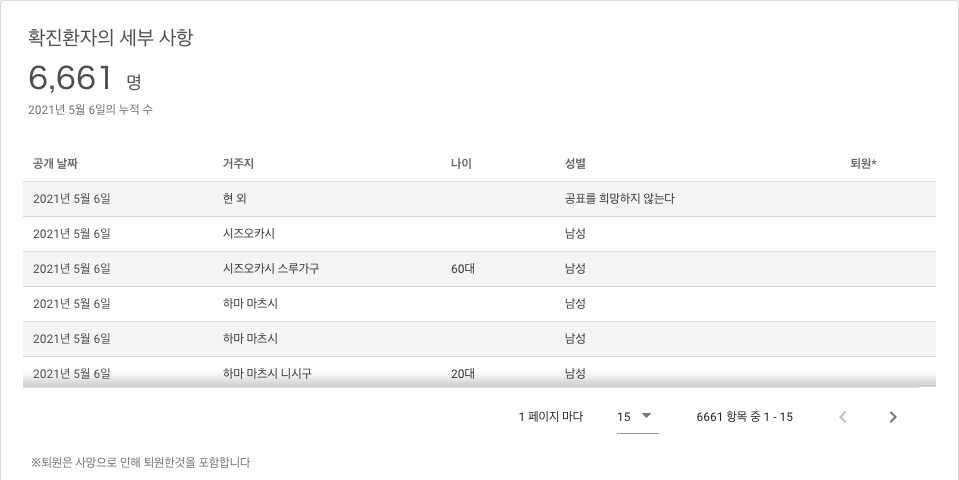 확진환자의 세부 사항
6,661 명
2021년 5월 6일의 누적 수
공개 날짜 거주지 나이 성별 퇴원*
2021년 5월 6일 현 외 공표를 희망하지 않는다
2021년 5월 6일 시즈오카시 남성
2021년 5월 6일 시즈오카시 스루가구 60대 남성
2021년 5월 6일 하마 마츠시 남성
2021년 5월 6일 하마 마츠시 남성
2021년 5월 6일 하마 마츠시 니시구 20대 남성
1 페이지 마다 15 6661 항목 중 1 - 15
※퇴원은 사망으로 인해 퇴원한것을 포함합니다